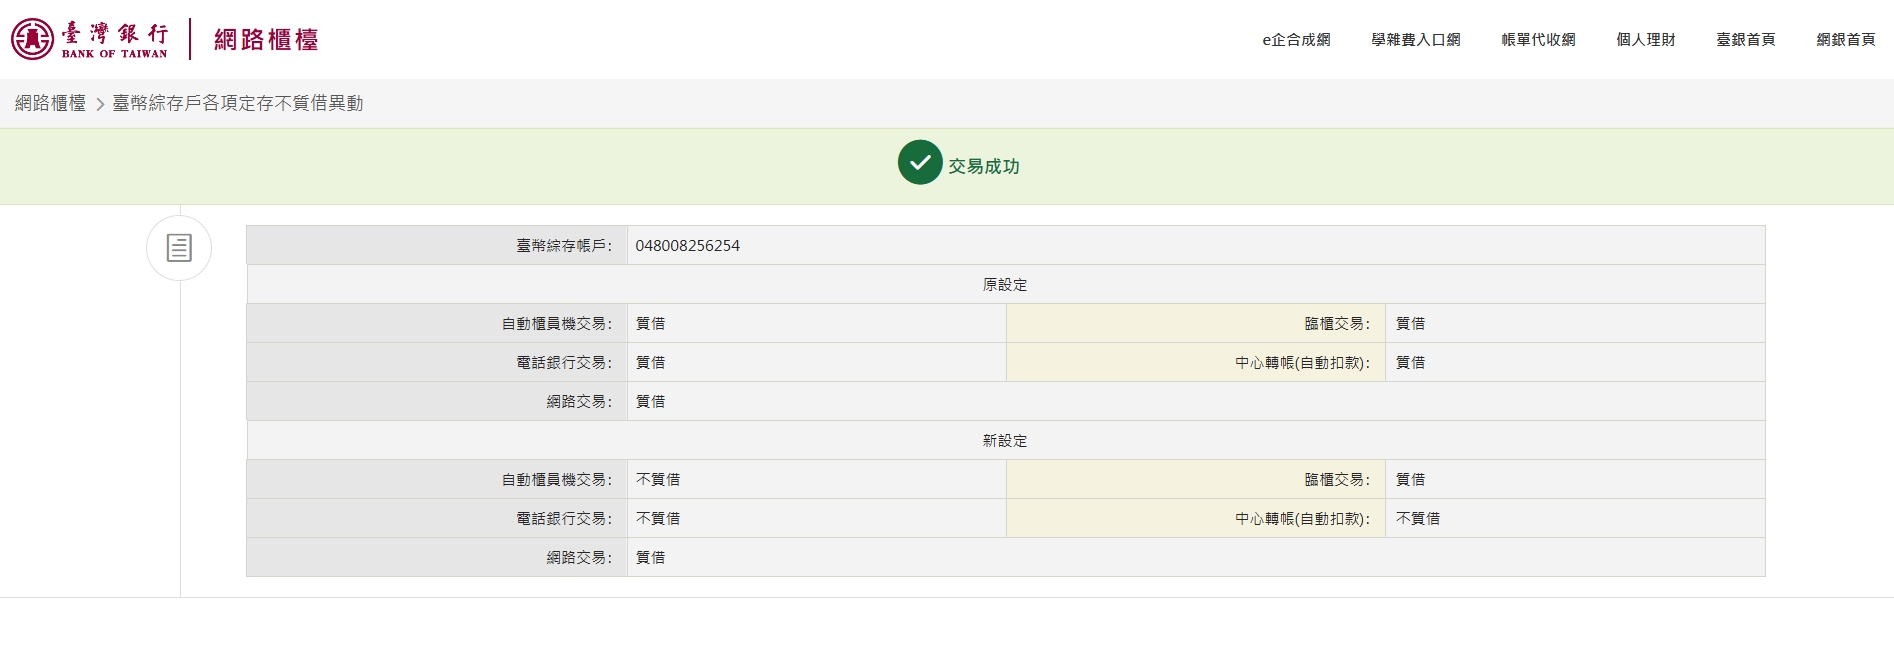 臺灣銀行
BANK OF TAIWAN
網路櫃檯
e企合成網 學雜費入口網 帳單代收網 個人理財 臺銀首頁 網銀首頁
網路櫃檯 > 臺幣綜存戶各項定存不質借異動
交易成功
臺幣綜存帳戶: 048008256254
原設定
自動櫃員機交易: 質借 臨櫃交易: 質借
電話銀行交易: 質借 中心轉帳(自動扣款): 質借
網路交易: 質借
新設定
自動櫃員機交易: 不質借 臨櫃交易: 質借
電話銀行交易: 不質借 中心轉帳(自動扣款): 不質借
網路交易: 質借